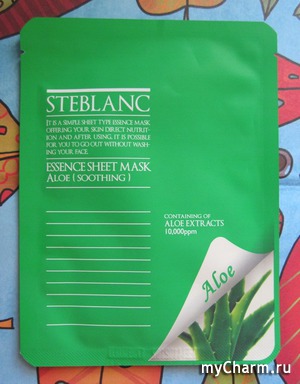 STEBLANC
IT IS A SIMPLE SHEET TYPE ESSENCE MASK
OFFERING YOUR SKIN DIRECT NUTRIT-
ION AND AFTER USING, IT IS POSSIBLE
FOR YOU TO GO OUT WITHOUT WASH-
ING YOUR FACE.
ESSENCE SHEET MASK
ALOE ( SOOTHING )
CONTAINING OF
ALOE EXTRACTS
10,000ppm
Aloe
myCharm.ru